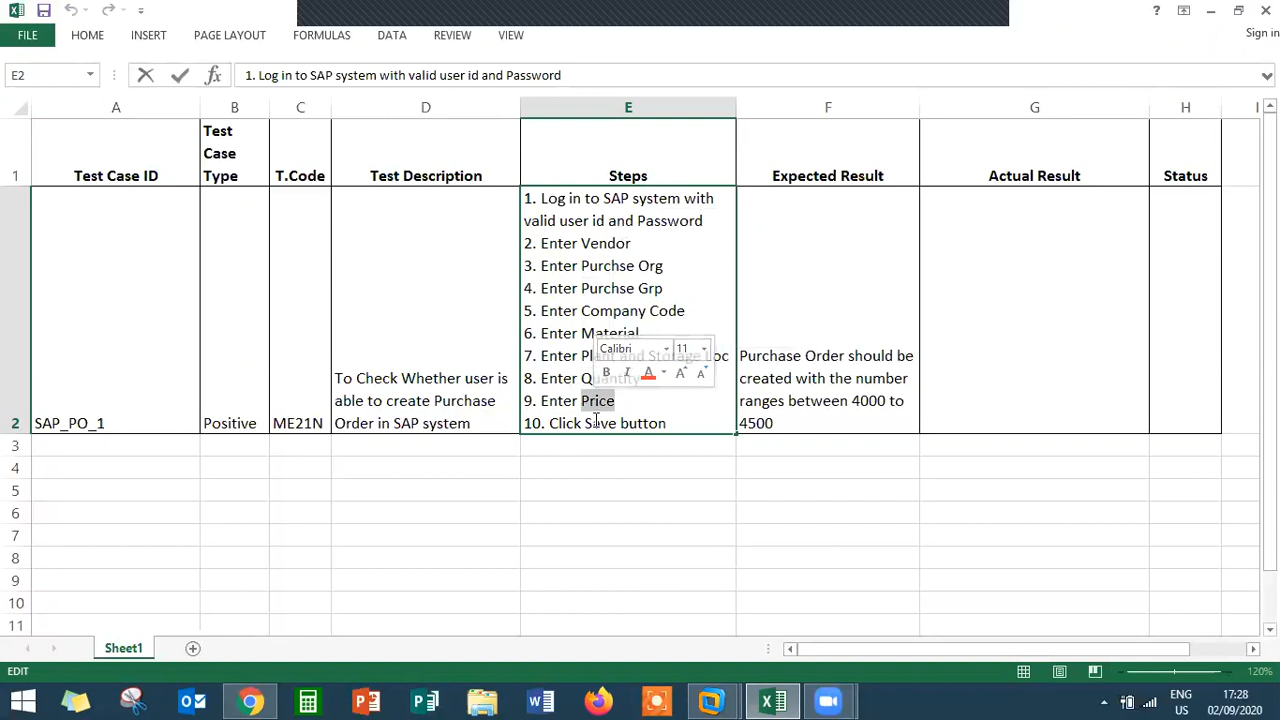 ?
Sign in
FILE HOME INSERT PAGE LAYOUT FORMULAS DATA REVIEW VIEW
E2 fx 1. Log in to SAP system with valid user id and Password
A B C D E F G H I
1 Test Case ID
Test
Case
Type
T.Code Test Description Steps Expected Result Actual Result Status
2 SAP_PO_1 Positive ME21N
To Check Whether user is
able to create Purchase
Order in SAP system
1. Log in to SAP system with
valid user id and Password
2. Enter Vendor
3. Enter Purchse Org
4. Enter Purchse Grp
5. Enter Company Code
6. Enter Material
7. Enter Plant and Storage Loc
8. Enter Quantity
9. Enter Price
10. Click Save button
Calibri 11
B I A A A
Purchase Order should be
created with the number
ranges between 4000 to
4500
3
4
5
6
7
8
9
10
11
Sheet1
EDIT
120%
ENG 17:28
US 02/09/2020